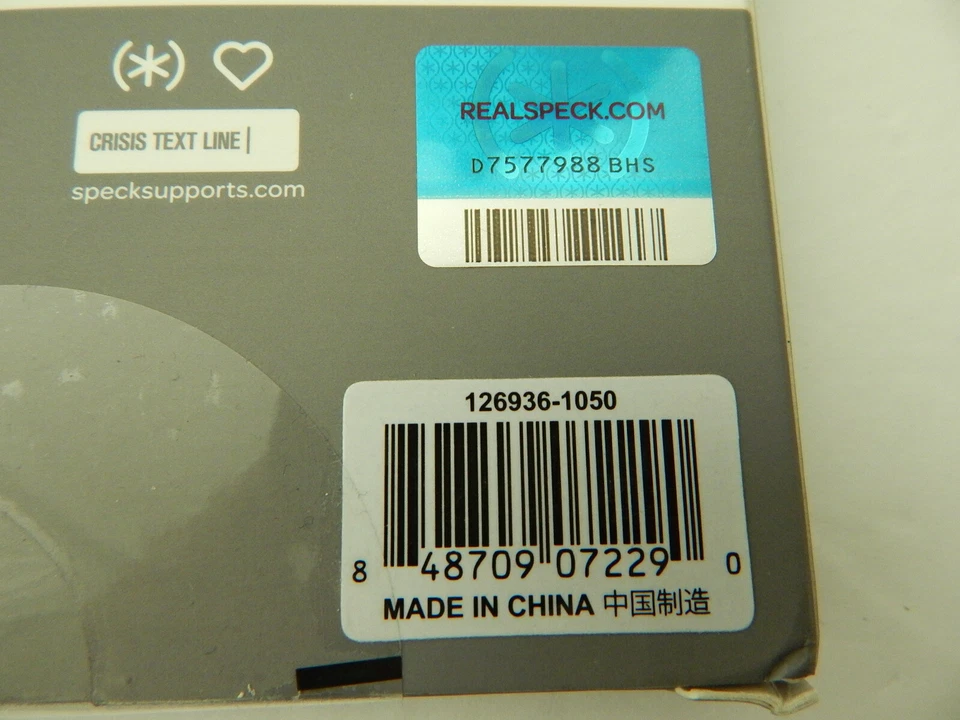 CRISIS TEXT LINE
specksupports.com
REALSPECK.COM
D7577988 BHS
126936-1050
8 48709 07229 0
MADE IN CHINA 中国制造